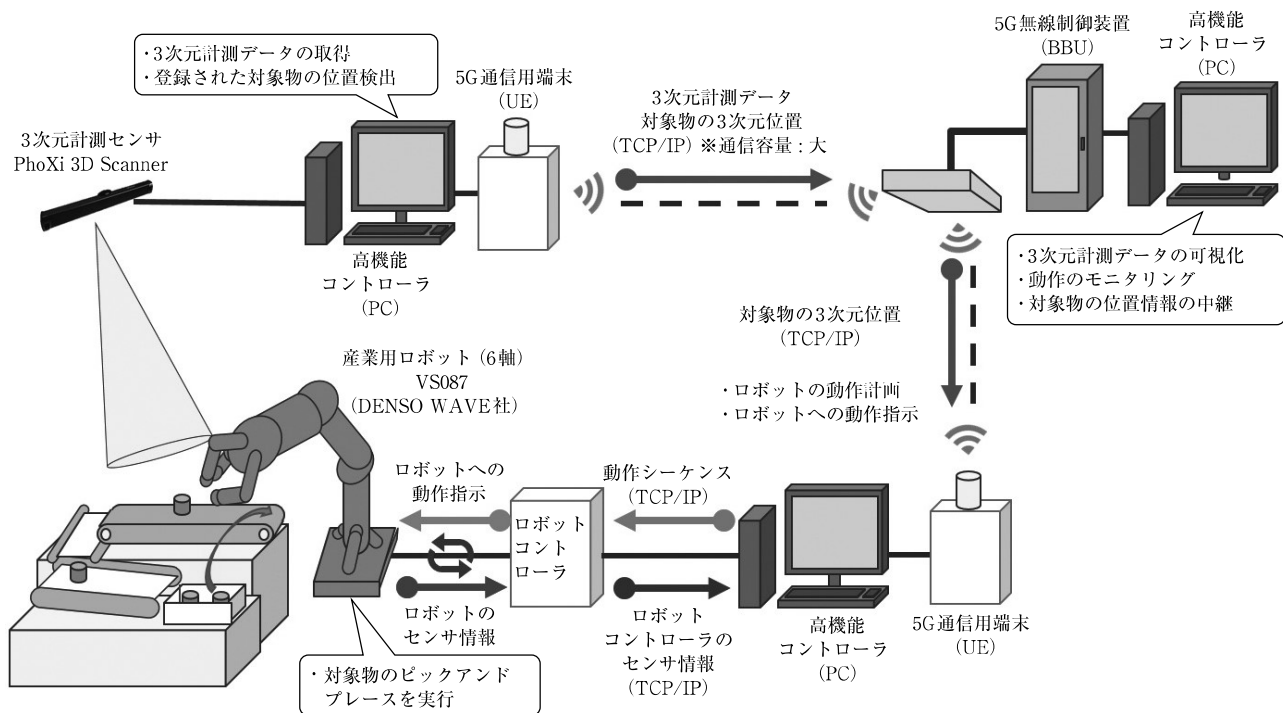 ・3次元計測データの取得
・登録された対象物の位置検出
5G通信用端末
(UE)
3次元計測センサ
PhoXi 3D Scanner
高機能
コントローラ
(PC)
3次元計測データ
対象物の3次元位置
(TCP/IP) ※通信容量：大
5G無線制御装置
(BBU)
高機能
コントローラ
(PC)
・3次元計測データの可視化
・動作のモニタリング
・対象物の位置情報の中継
対象物の3次元位置
(TCP/IP)
・ロボットの動作計画
・ロボットへの動作指示
産業用ロボット (6軸)
VS087
(DENSO WAVE社)
ロボットへの
動作指示
ロボット
コント
ローラ
動作シーケンス
(TCP/IP)
ロボットの
センサ情報
ロボット
コントローラの
センサ情報
(TCP/IP)
高機能
コントローラ
(PC)
5G通信用端末
(UE)
・対象物のピックアンド
プレースを実行